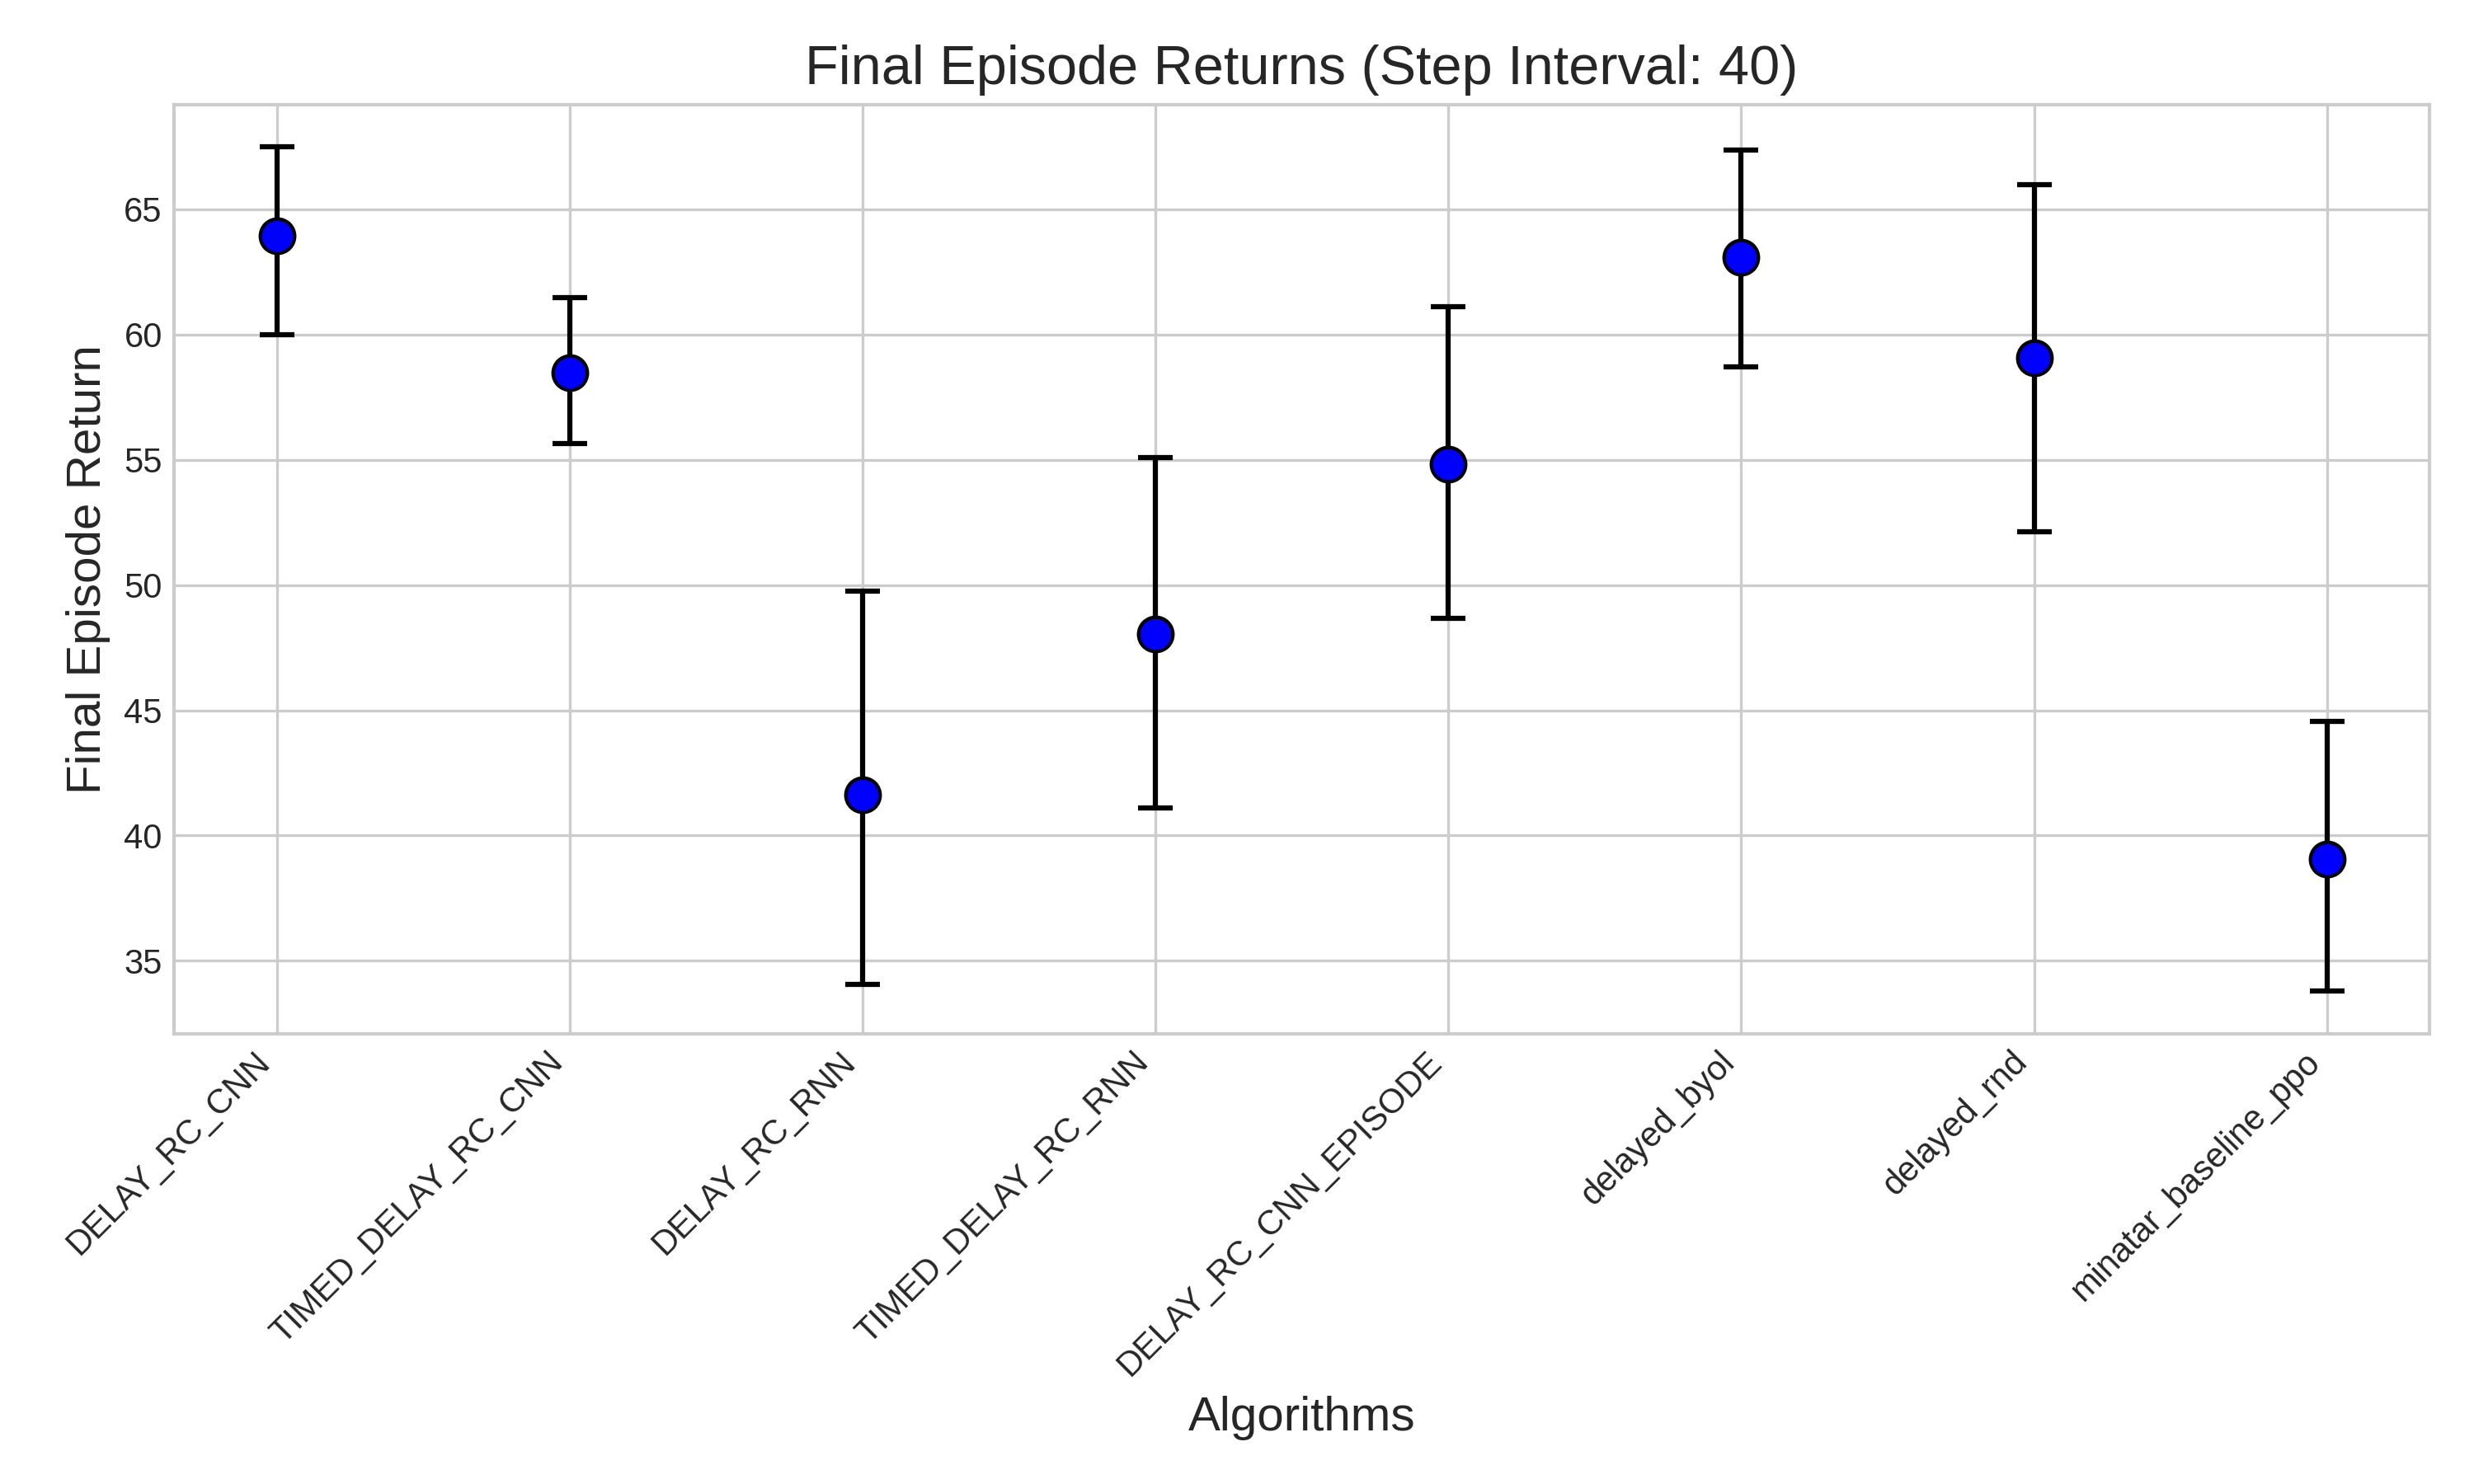 Final Episode Returns (Step Interval: 40)
Final Episode Return
65
60
55
50
45
40
35
DELAY_RC_CNN
TIMED_DELAY_RC_CNN
DELAY_RC_RNN
TIMED_DELAY_RC_RNN
DELAY_RC_CNN_EPISODE
delayed_byol
delayed_rnd
minatar_baseline_ppo
Algorithms